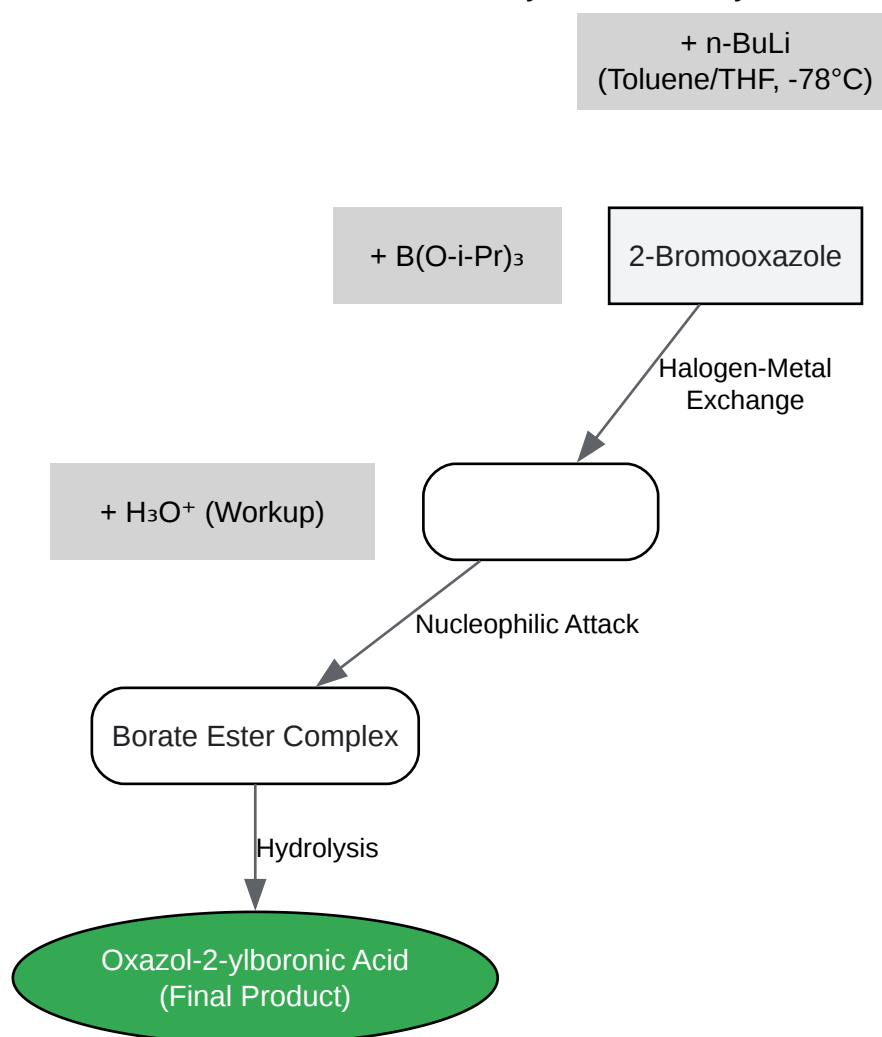 + n-BuLi
(Toluene/THF, -78°C)
+ B(O-i-Pr)₃
2-Bromooxazole
Halogen-Metal
Exchange
+ H₃O⁺ (Workup)
Nucleophilic Attack
Borate Ester Complex
Hydrolysis
Oxazol-2-ylboronic Acid
(Final Product)